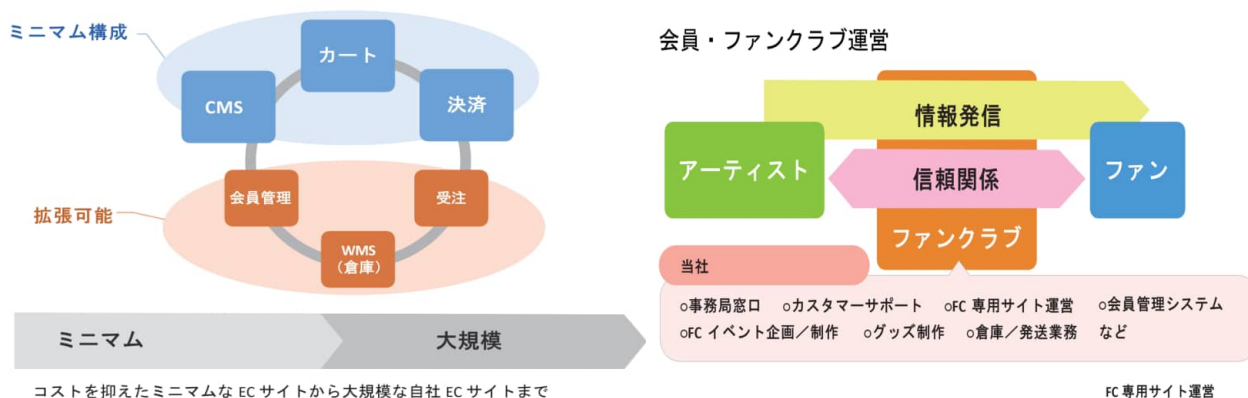 ミニマム構成
カート
CMS
決済
会員管理
受注
拡張可能
WMS
（倉庫）
ミニマム
大規模
コストを抑えたミニマムな EC サイトから大規模な自社 EC サイトまで
会員・ファンクラブ運営
情報発信
アーティスト
信頼関係
ファン
ファンクラブ
当社
○事務局窓口 ○カスタマーサポート ○FC 専用サイト運営 ○会員管理システム
○FC イベント企画／制作 ○グッズ制作 ○倉庫／発送業務 など
FC 専用サイト運営